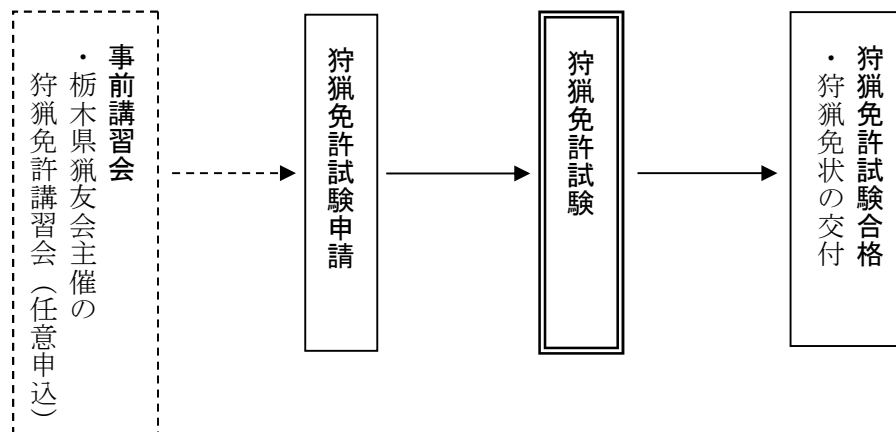 事前講習会
・栃木県猟友会主催の
狩猟免許講習会（任意申込）
狩猟免許試験申請
狩猟免許試験
狩猟免許試験合格
・狩猟免状の交付